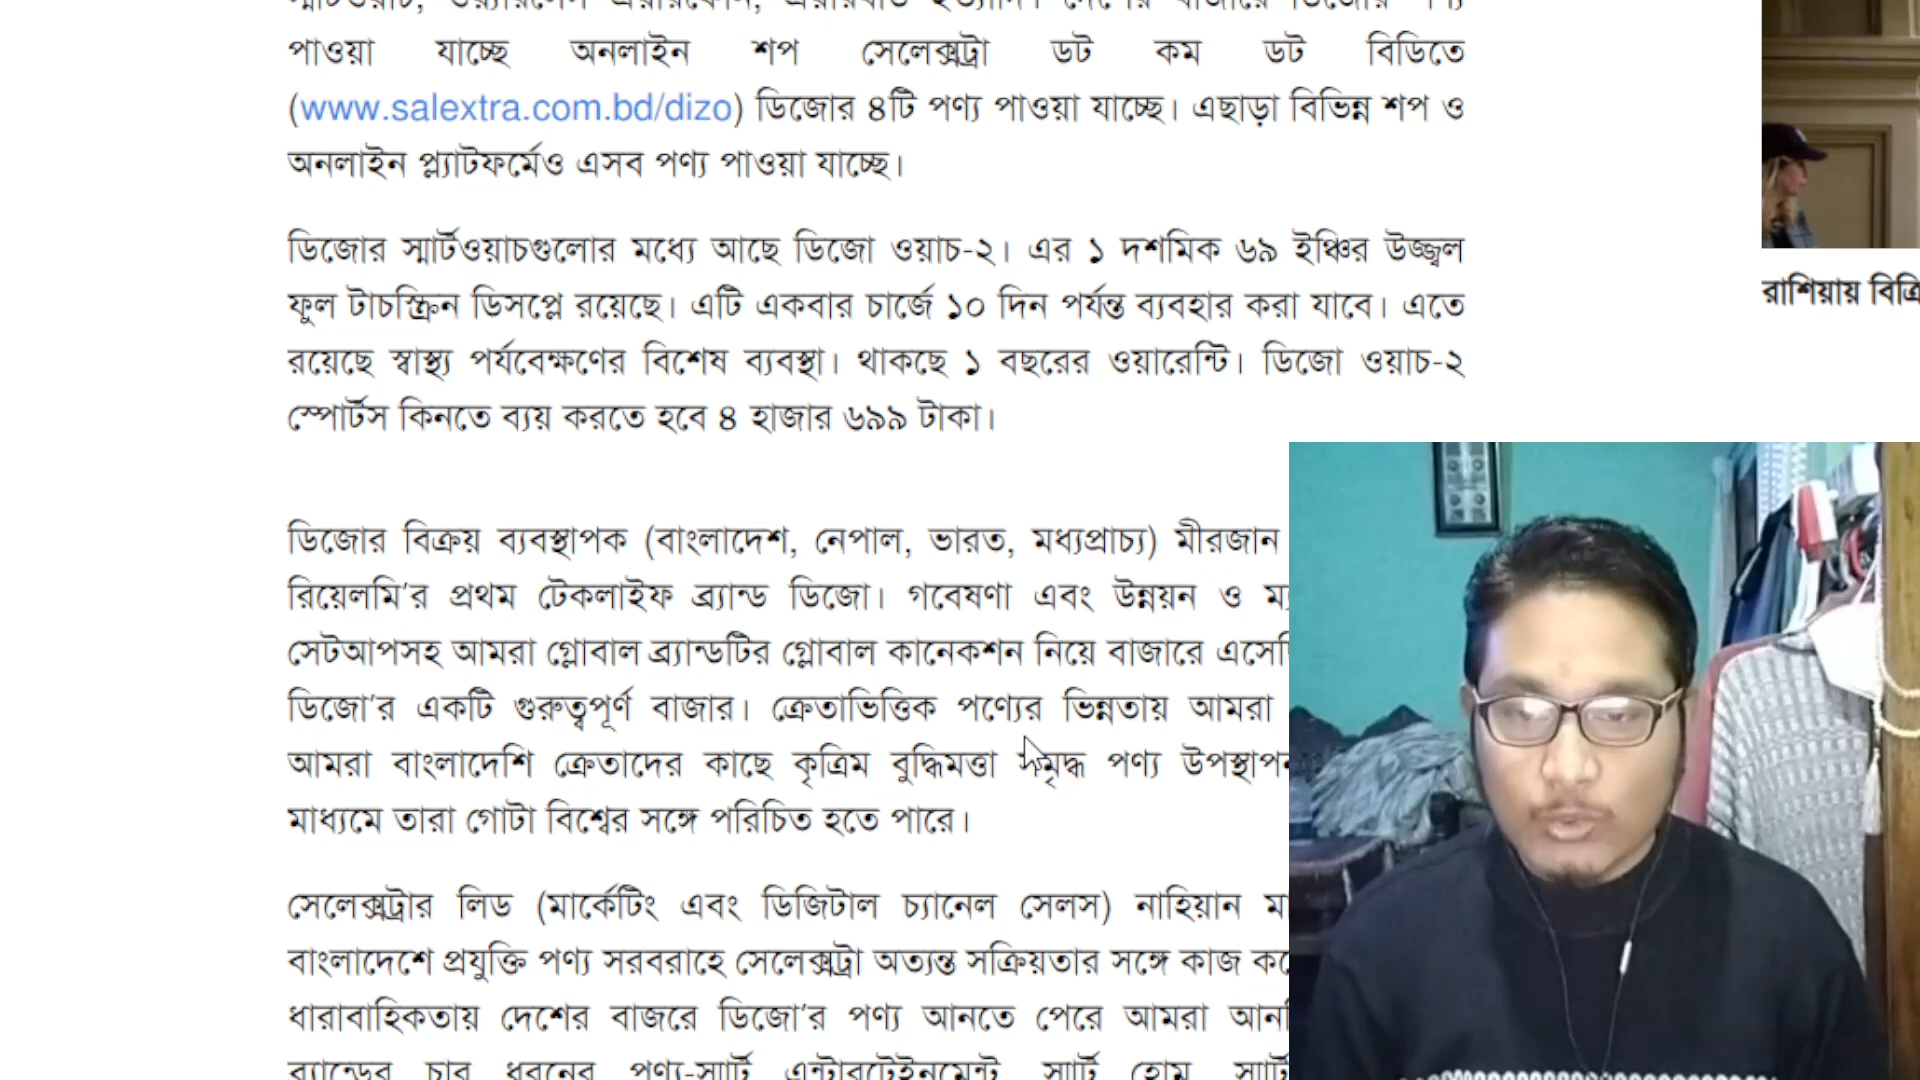 পাওয়া যাচ্ছে অনলাইন শপ সেলেক্সট্রা ডট কম ডট বিডিতে
(www.salextra.com.bd/dizo) ডিজোর ৪টি পণ্য পাওয়া যাচ্ছে। এছাড়া বিভিন্ন শপ ও
অনলাইন প্ল্যাটফর্মেও এসব পণ্য পাওয়া যাচ্ছে।
ডিজোর স্মার্টওয়াচগুলোর মধ্যে আছে ডিজো ওয়াচ-২। এর ১ দশমিক ৬৯ ইঞ্চির উজ্জ্বল
ফুল টাচস্ক্রিন ডিসপ্লে রয়েছে। এটি একবার চার্জে ১০ দিন পর্যন্ত ব্যবহার করা যাবে। এতে
রয়েছে স্বাস্থ্য পর্যবেক্ষণের বিশেষ ব্যবস্থা। থাকছে ১ বছরের ওয়ারেন্টি। ডিজো ওয়াচ-২
স্পোর্টস কিনতে ব্যয় করতে হবে ৪ হাজার ৬৯৯ টাকা।
ডিজোর বিক্রয় ব্যবস্থাপক (বাংলাদেশ, নেপাল, ভারত, মধ্যপ্রাচ্য) মীরজান
রিয়েলমি’র প্রথম টেকলাইফ ব্র্যান্ড ডিজো। গবেষণা এবং উন্নয়ন ও
সেটআপসহ আমরা গ্লোবাল ব্র্যান্ডটির গ্লোবাল কানেকশন নিয়ে বাজারে
ডিজো’র একটি গুরুত্বপূর্ণ বাজার। ক্রেতাভিত্তিক পণ্যের ভিন্নতায় আমরা
আমরা বাংলাদেশি ক্রেতাদের কাছে কৃত্রিম বুদ্ধিমত্তা সমৃদ্ধ পণ্য
মাধ্যমে তারা গোটা বিশ্বের সঙ্গে পরিচিত হতে পারে।
সেলেক্সট্রার লিড (মার্কেটিং এবং ডিজিটাল চ্যানেল সেলস) নাহিয়ান
বাংলাদেশে প্রযুক্তি পণ্য সরবরাহে সেলেক্সট্রা অত্যন্ত সক্রিয়তার সঙ্গে কাজ
ধারাবাহিকতায় দেশের বাজরে ডিজো’র পণ্য আনতে পেরে আমরা
ব্র্যান্ডের চার ধরনের পণ্য-স্মার্ট এন্টারটেইনমেন্ট, স্মার্ট হোম, স্মার্ট
রাশিয়ায়